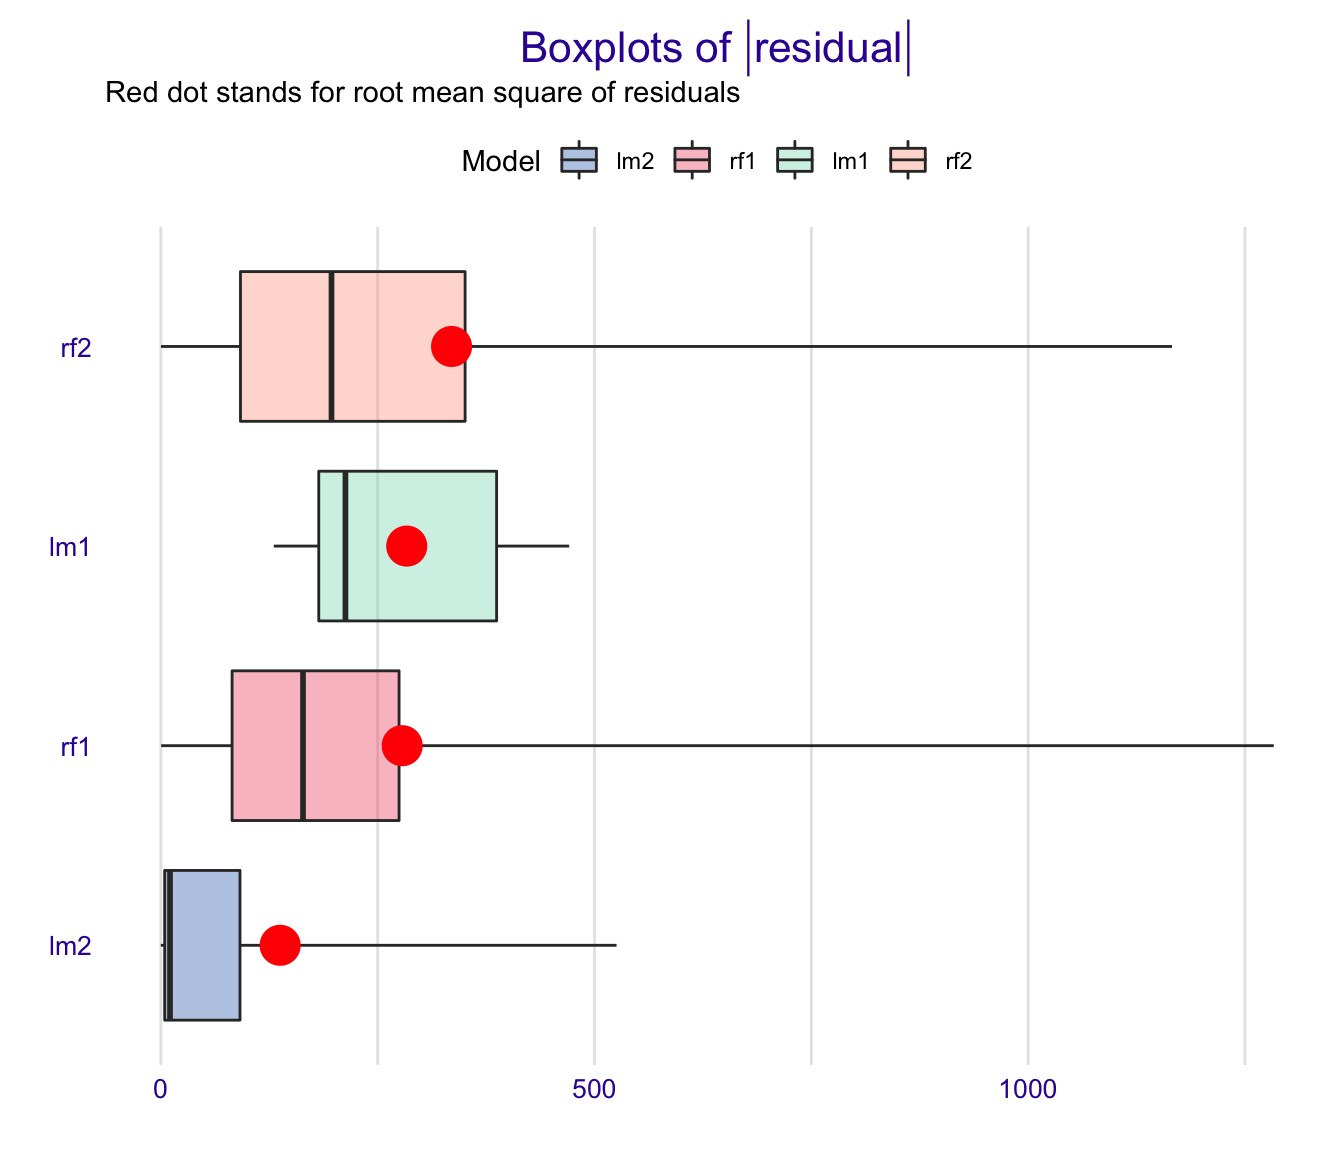 Boxplots of |residual|
Red dot stands for root mean square of residuals
Model lm2 rf1 lm1 rf2
rf2
lm1
rf1
lm2
0 500 1000